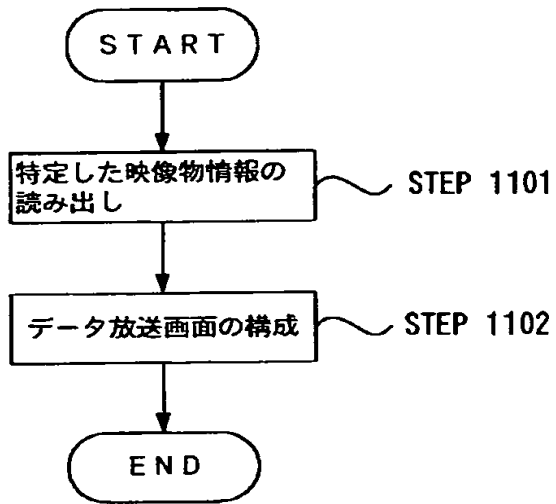 START
特定した映像物情報の
読み出し
STEP 1101
データ放送画面の構成
STEP 1102
END